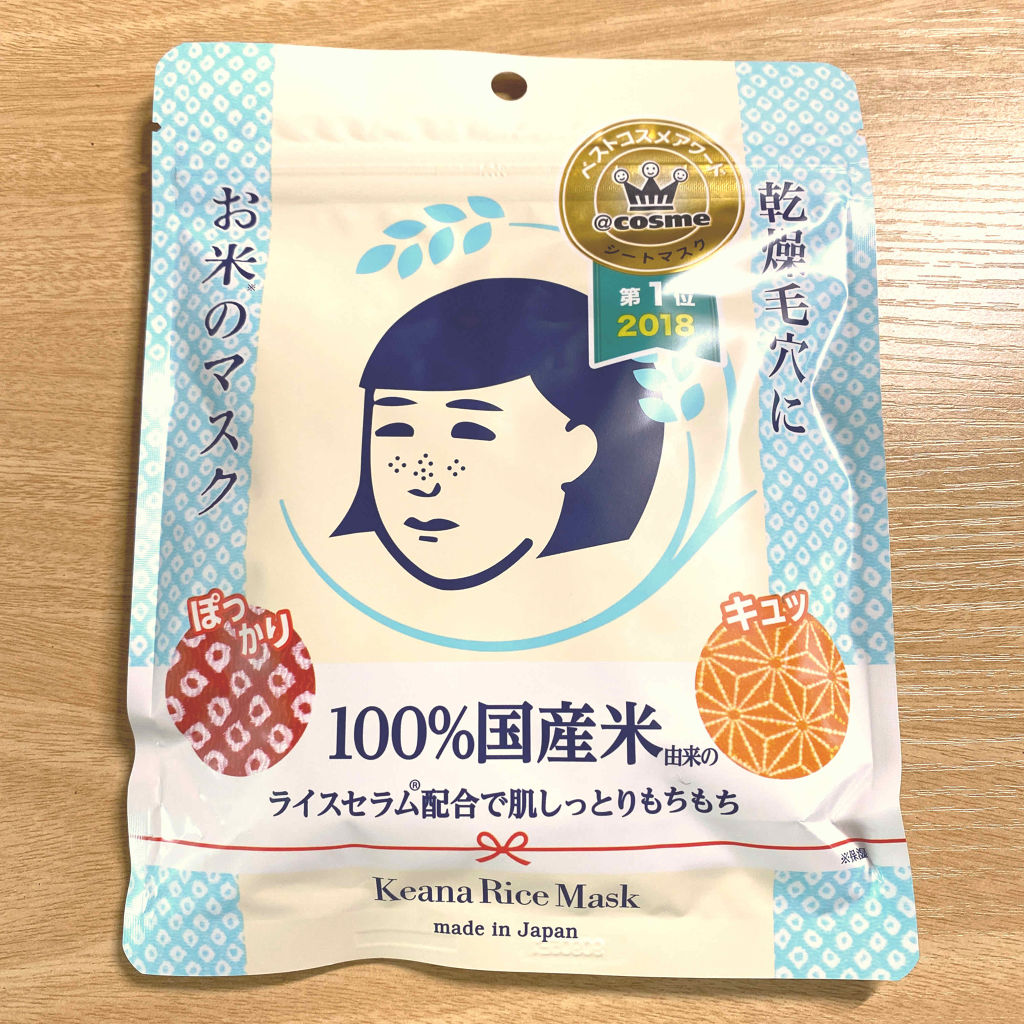 ベストコスメアワード
@cosme
シートマスク
第1位
2018
乾燥毛穴に
お米※のマスク
ぽっかり
キュッ
100%国産米由来の
ライスセラム®配合で肌しっとりもちもち
※保湿
Keana Rice Mask
made in Japan